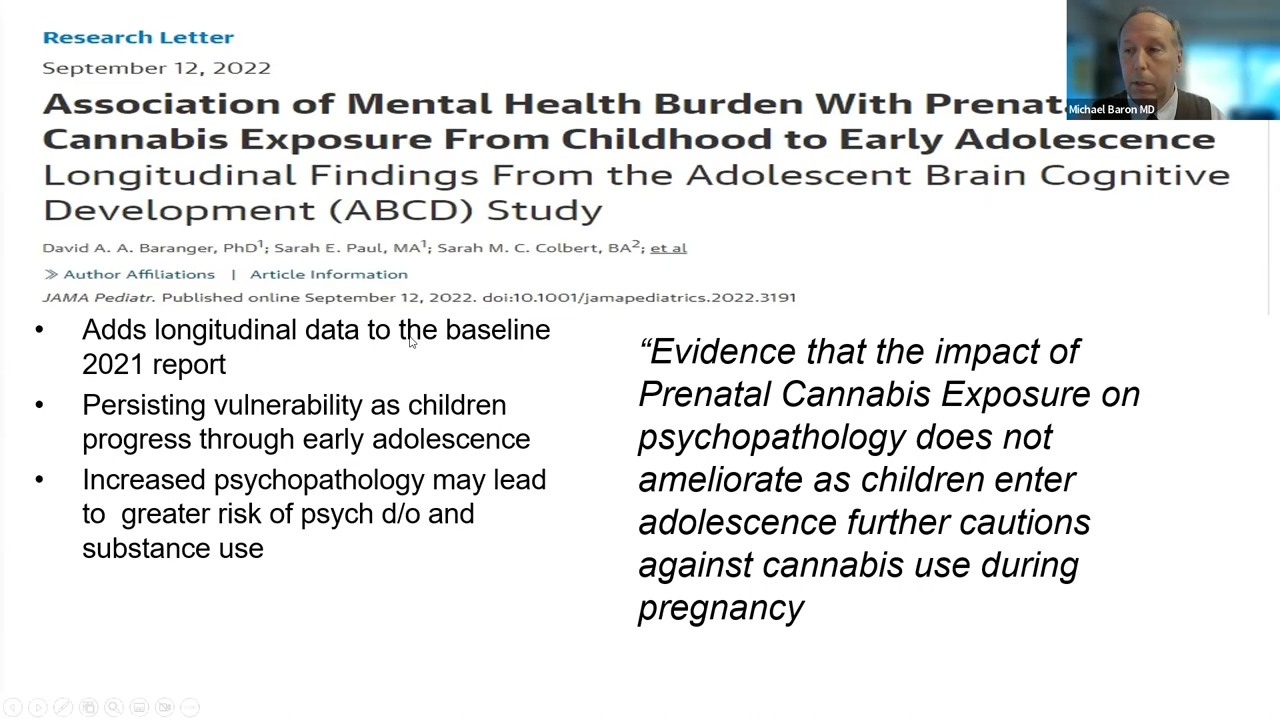 Research Letter
September 12, 2022
Association of Mental Health Burden With
Cannabis Exposure From Childhood to Early Adolescence
Longitudinal Findings From the Adolescent Brain Cognitive
Development (ABCD) Study
David A. A. Baranger, PhD1; Sarah E. Paul, MA1; Sarah M. C. Colbert, BA2; et al
≫ Author Affiliations | Article Information
JAMA Pediatr. Published online September 12, 2022. doi:10.1001/jamapediatrics.2022.3191
Michael Baron MD
• Adds longitudinal data to the baseline
2021 report
• Persisting vulnerability as children
progress through early adolescence
• Increased psychopathology may lead
to greater risk of psych d/o and
substance use
“Evidence that the impact of
Prenatal Cannabis Exposure on
psychopathology does not
ameliorate as children enter
adolescence further cautions
against cannabis use during
pregnancy